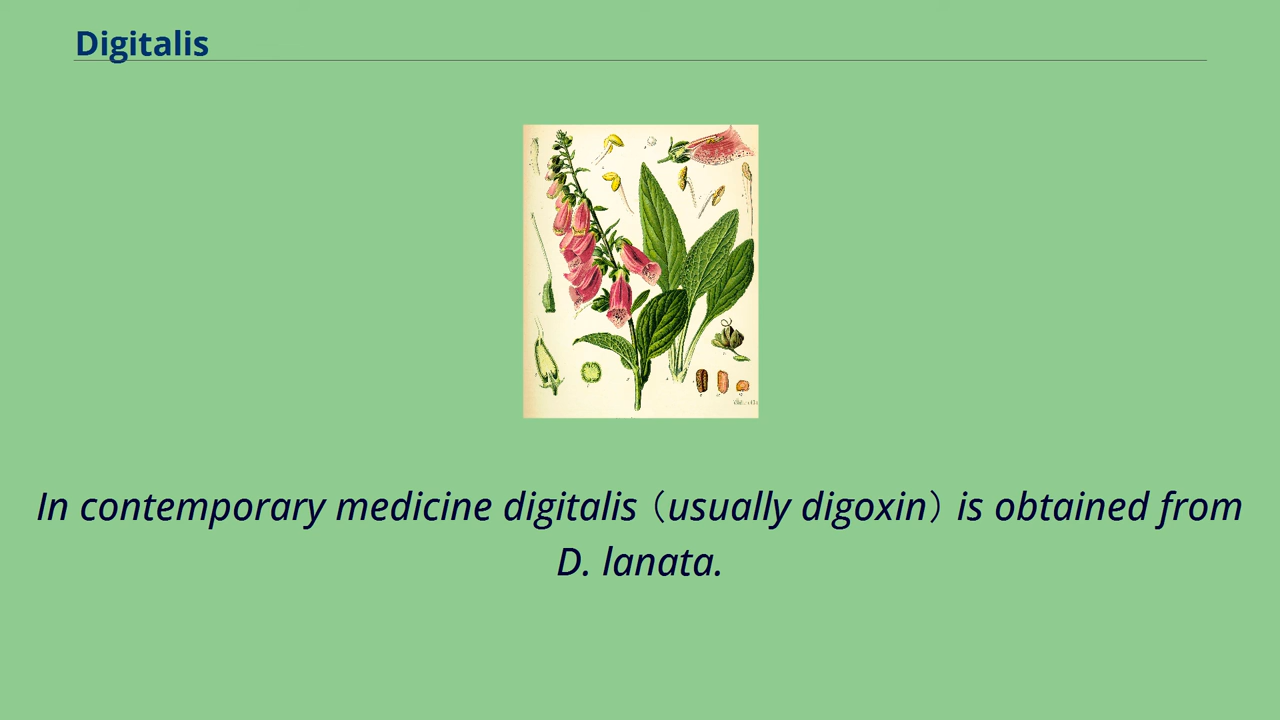 Digitalis
In contemporary medicine digitalis（usually digoxin）is obtained from
D. lanata.